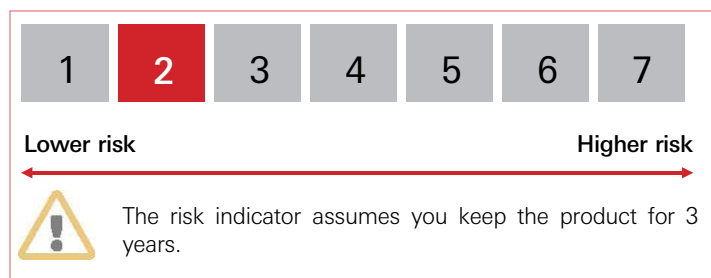 1 2 3 4 5 6 7
Lower risk Higher risk
The risk indicator assumes you keep the product for 3
years.